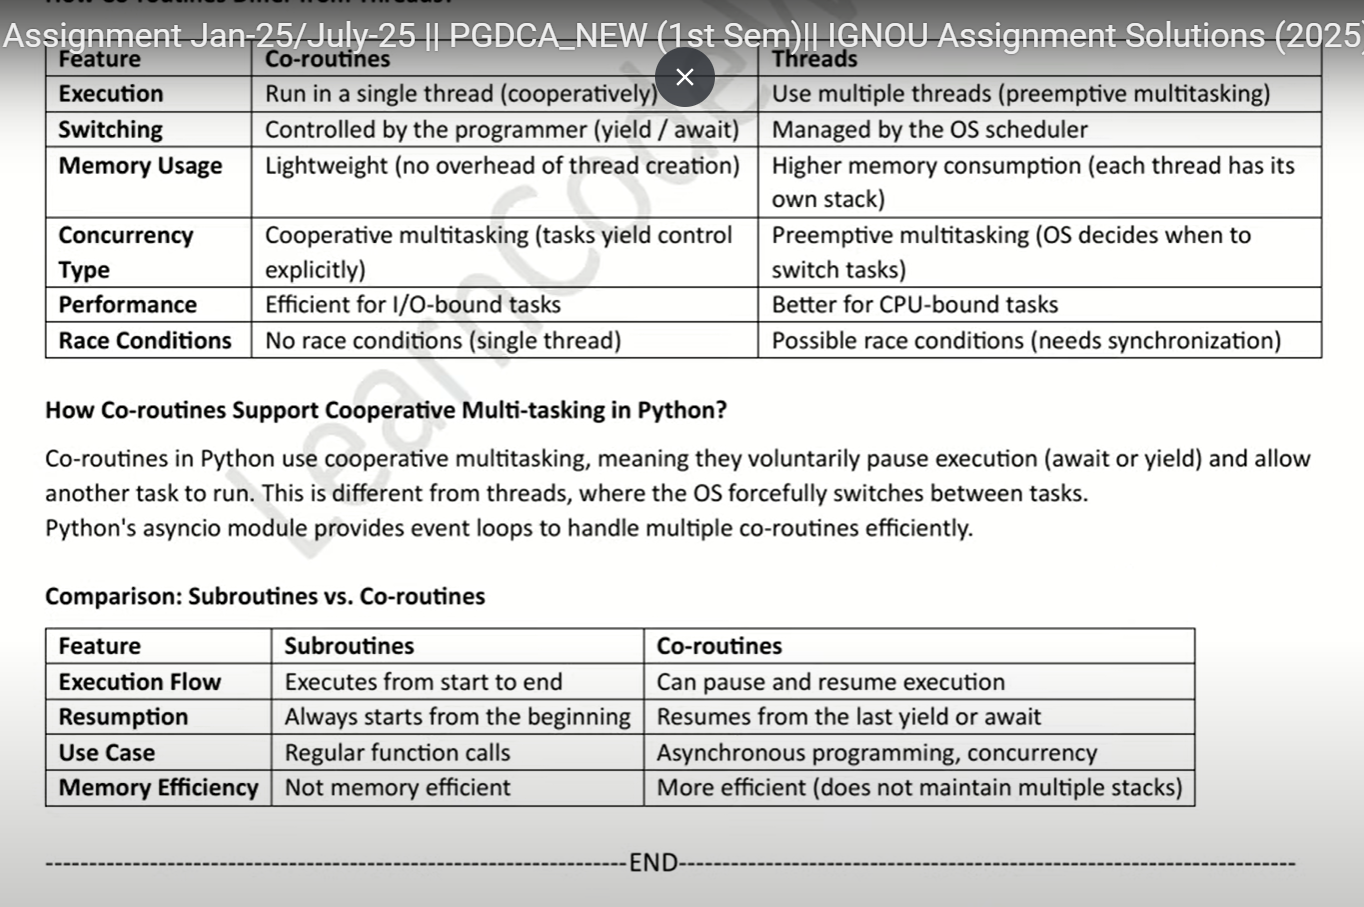 Assignment Jan-25/July-25 || PGDCA_NEW (1st Sem)|| IGNOU Assignment Solutions (2025)
Feature Co-routines Threads
Execution Run in a single thread (cooperatively) Use multiple threads (preemptive multitasking)
Switching Controlled by the programmer (yield / await) Managed by the OS scheduler
Memory Usage Lightweight (no overhead of thread creation) Higher memory consumption (each thread has its
own stack)
Concurrency Cooperative multitasking (tasks yield control Preemptive multitasking (OS decides when to
Type explicitly) switch tasks)
Performance Efficient for I/O-bound tasks Better for CPU-bound tasks
Race Conditions No race conditions (single thread) Possible race conditions (needs synchronization)
How Co-routines Support Cooperative Multi-tasking in Python?
Co-routines in Python use cooperative multitasking, meaning they voluntarily pause execution (await or yield) and allow
another task to run. This is different from threads, where the OS forcefully switches between tasks.
Python's asyncio module provides event loops to handle multiple co-routines efficiently.
Comparison: Subroutines vs. Co-routines
Feature Subroutines Co-routines
Execution Flow Executes from start to end Can pause and resume execution
Resumption Always starts from the beginning Resumes from the last yield or await
Use Case Regular function calls Asynchronous programming, concurrency
Memory Efficiency Not memory efficient More efficient (does not maintain multiple stacks)
--------------------------------------------------------------------END------------------------------------------------------------------------